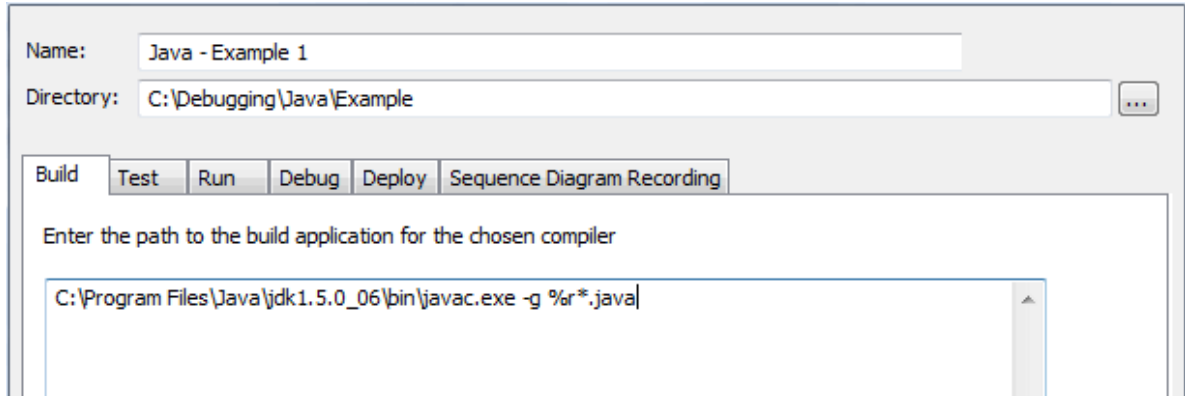 Name: Java - Example 1
Directory: C:\Debugging\Java\Example ...
Build Test Run Debug Deploy Sequence Diagram Recording
Enter the path to the build application for the chosen compiler
C:\Program Files\Java\jdk1.5.0_06\bin\javac.exe -g %r*.java